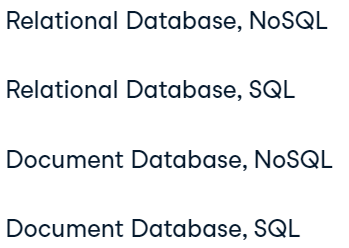 Relational Database, NoSQL
Relational Database, SQL
Document Database, NoSQL
Document Database, SQL